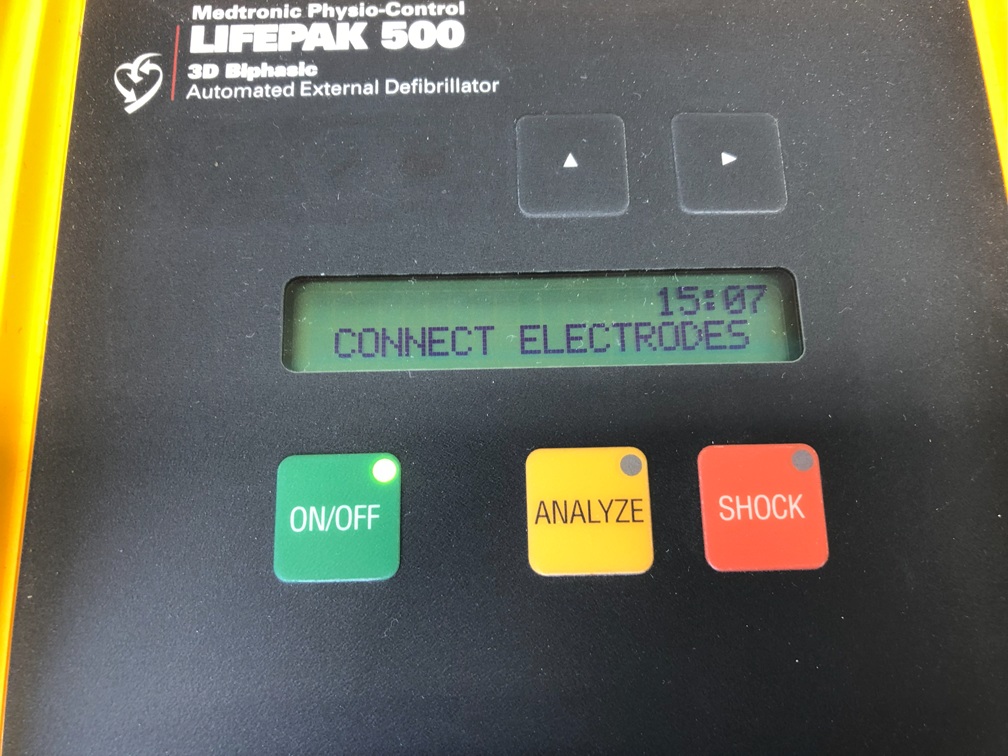 Medtronic Physio-Control
LIFEPAK 500
3D Biphasic
Automated External Defibrillator
15:07
CONNECT ELECTRODES
ON/OFF
ANALYZE
SHOCK